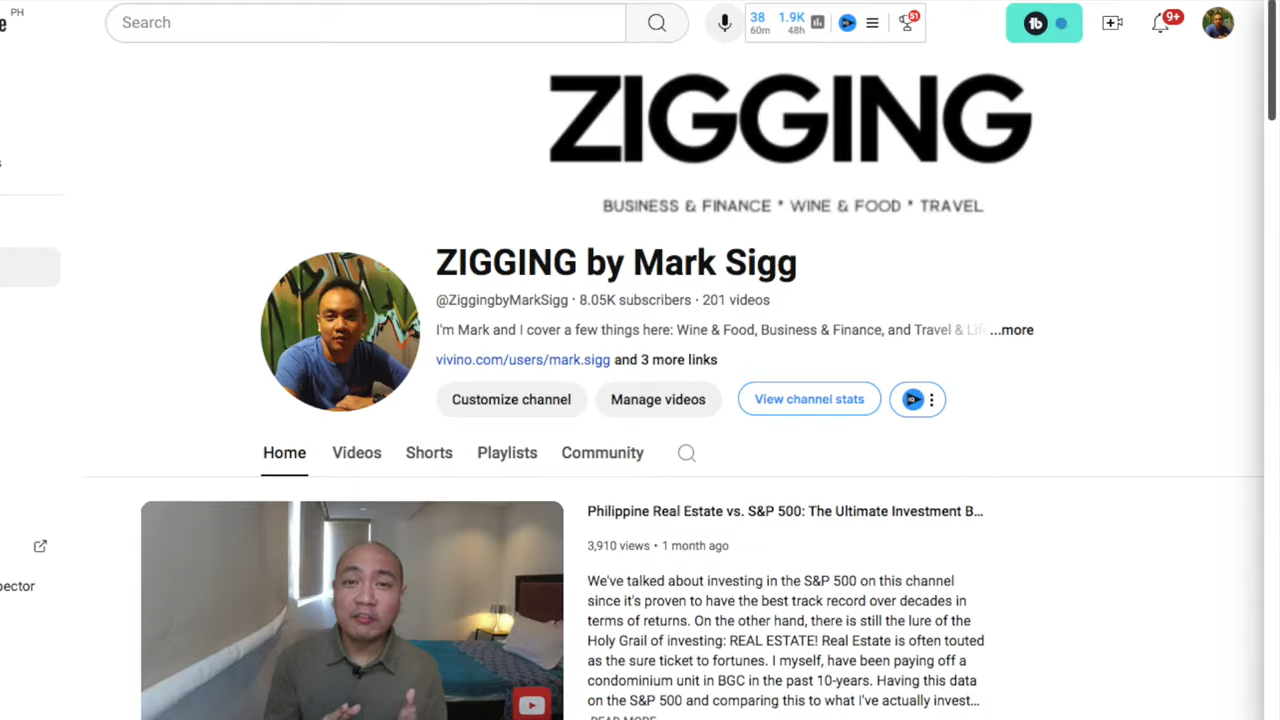 PH
e
Search
38
60m
1.9K
48h
51
9+
ZIGGING
BUSINESS & FINANCE * WINE & FOOD * TRAVEL
ZIGGING by Mark Sigg
@ZiggingbyMarkSigg · 8.05K subscribers · 201 videos
I'm Mark and I cover a few things here: Wine & Food, Business & Finance, and Travel & Life ...more
vivino.com/users/mark.sigg and 3 more links
Customize channel
Manage videos
View channel stats
IQ
Home
Videos
Shorts
Playlists
Community
Philippine Real Estate vs. S&P 500: The Ultimate Investment B...
3,910 views • 1 month ago
We've talked about investing in the S&P 500 on this channel
since it's proven to have the best track record over decades in
terms of returns. On the other hand, there is still the lure of the
Holy Grail of investing: REAL ESTATE! Real Estate is often touted
as the sure ticket to fortunes. I myself, have been paying off a
condominium unit in BGC in the past 10-years. Having this data
on the S&P 500 and comparing this to what I've actually invest...
READ MORE
s
pector